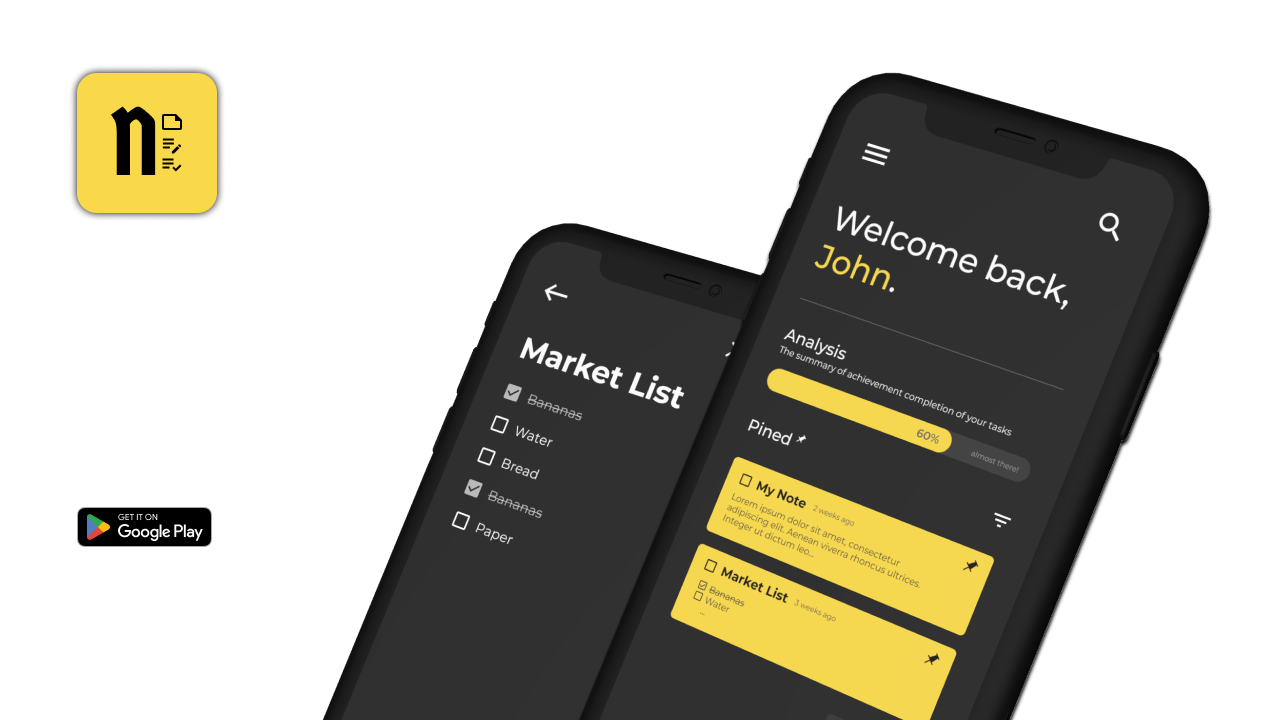 n
GET IT ON
Google Play
Market List
Bananas
Water
Bread
Bananas
Paper
Welcome back,
John.
Analysis
The summary of achievement completion of your tasks
60%
almost there!
Pined
My Note 2 weeks ago
Lorem ipsum dolor sit amet, consectetur
adipiscing elit. Aenean viverra rhoncus ultrices.
Integer ut dictum leo...
Market List 3 weeks ago
Bananas
Water
...